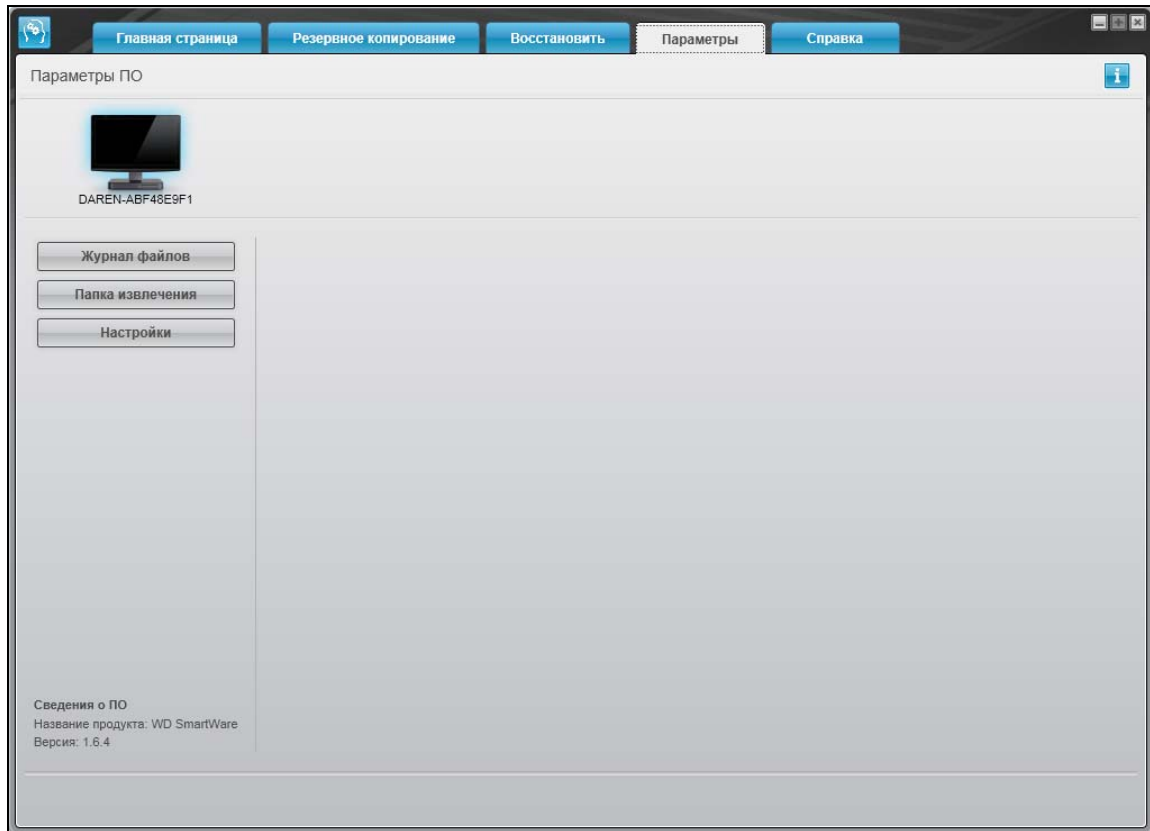 Главная страница
Резервное копирование
Восстановить
Параметры
Справка
Параметры ПО
DAREN-ABF48E9F1
Журнал файлов
Папка извлечения
Настройки
Сведения о ПО
Название продукта: WD SmartWare
Версия: 1.6.4